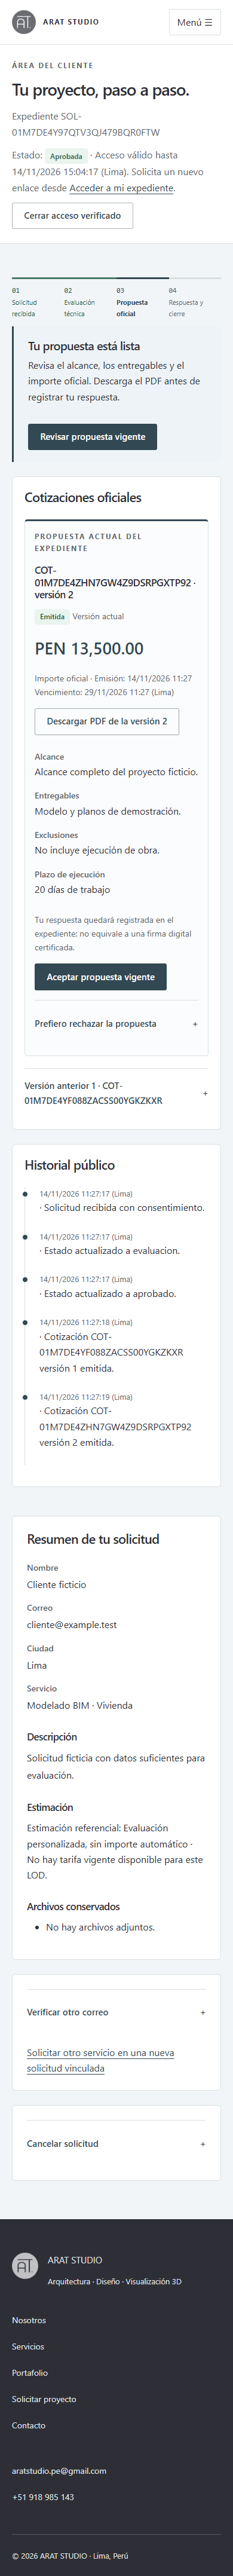 ARAT STUDIO
Menú ☰
ÁREA DEL CLIENTE
Tu proyecto, paso a paso.
Expediente SOL-
01M7DE4Y97QTV3QJ479BQR0FTW
Estado: Aprobada · Acceso válido hasta
14/11/2026 15:04:17 (Lima). Solicita un nuevo
enlace desde Acceder a mi expediente.
Cerrar acceso verificado
01
Solicitud
recibida
02
Evaluación
técnica
03
Propuesta
oficial
04
Respuesta y
cierre
Tu propuesta está lista
Revisa el alcance, los entregables y el
importe oficial. Descarga el PDF antes de
registrar tu respuesta.
Revisar propuesta vigente
Cotizaciones oficiales
PROPUESTA ACTUAL DEL
EXPEDIENTE
COT-
01M7DE4ZHN7GW4Z9DSRPGXTP92 ·
versión 2
Emitida Versión actual
PEN 13,500.00
Importe oficial · Emisión: 14/11/2026 11:27
Vencimiento: 29/11/2026 11:27 (Lima)
Descargar PDF de la versión 2
Alcance
Alcance completo del proyecto ficticio.
Entregables
Modelo y planos de demostración.
Exclusiones
No incluye ejecución de obra.
Plazo de ejecución
20 días de trabajo
Tu respuesta quedará registrada en el
expediente; no equivale a una firma digital
certificada.
Aceptar propuesta vigente
Prefiero rechazar la propuesta +
Versión anterior 1 · COT-
01M7DE4YF088ZACSS00YGKZKXR +
Historial público
14/11/2026 11:27:17 (Lima)
· Solicitud recibida con consentimiento.
14/11/2026 11:27:17 (Lima)
· Estado actualizado a evaluacion.
14/11/2026 11:27:17 (Lima)
· Estado actualizado a aprobado.
14/11/2026 11:27:18 (Lima)
· Cotización COT-
01M7DE4YF088ZACSS00YGKZKXR
versión 1 emitida.
14/11/2026 11:27:19 (Lima)
· Cotización COT-
01M7DE4ZHN7GW4Z9DSRPGXTP92
versión 2 emitida.
Resumen de tu solicitud
Nombre
Cliente ficticio
Correo
cliente@example.test
Ciudad
Lima
Servicio
Modelado BIM · Vivienda
Descripción
Solicitud ficticia con datos suficientes para
evaluación.
Estimación
Estimación referencial: Evaluación
personalizada, sin importe automático ·
No hay tarifa vigente disponible para este
LOD.
Archivos conservados
• No hay archivos adjuntos.
Verificar otro correo +
Solicitar otro servicio en una nueva
solicitud vinculada
Cancelar solicitud +
ARAT STUDIO
Arquitectura · Diseño · Visualización 3D
Nosotros
Servicios
Portafolio
Solicitar proyecto
Contacto
aratstudio.pe@gmail.com
+51 918 985 143
© 2026 ARAT STUDIO · Lima, Perú